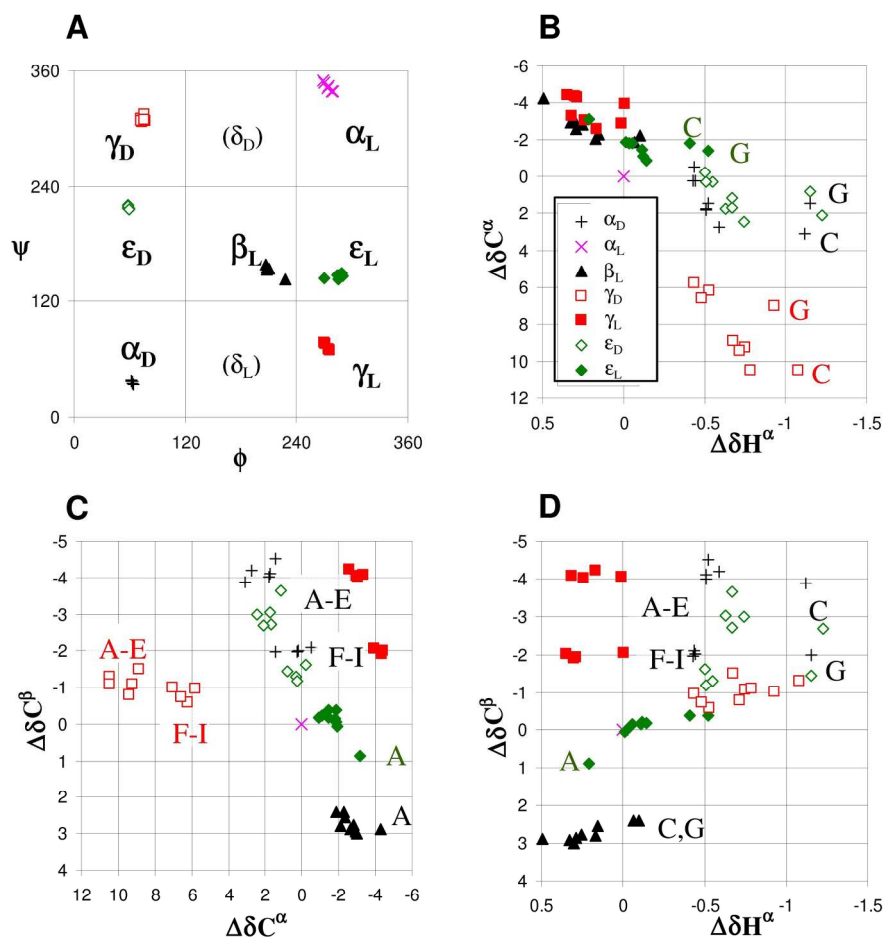 A
360
240
120
0
ψ
γD
(δD)
αL
εD
βL
εL
αD
(δL)
γL
0 120 240 360
ϕ
B
-6
-4
-2
0
2
4
6
8
10
12
ΔδCα
C
G
G
C
G
C
αD
αL
βL
γD
γL
εD
εL
0.5 0 -0.5 -1 -1.5
ΔδHα
C
-5
-4
-3
-2
-1
0
1
2
3
4
ΔδCβ
A-E
F-I
A-E
F-I
A
A
12 10 8 6 4 2 0 -2 -4 -6
ΔδCα
D
-5
-4
-3
-2
-1
0
1
2
3
4
ΔδCβ
A-E
C
F-I
G
A
C,G
0.5 0 -0.5 -1 -1.5
ΔδHα